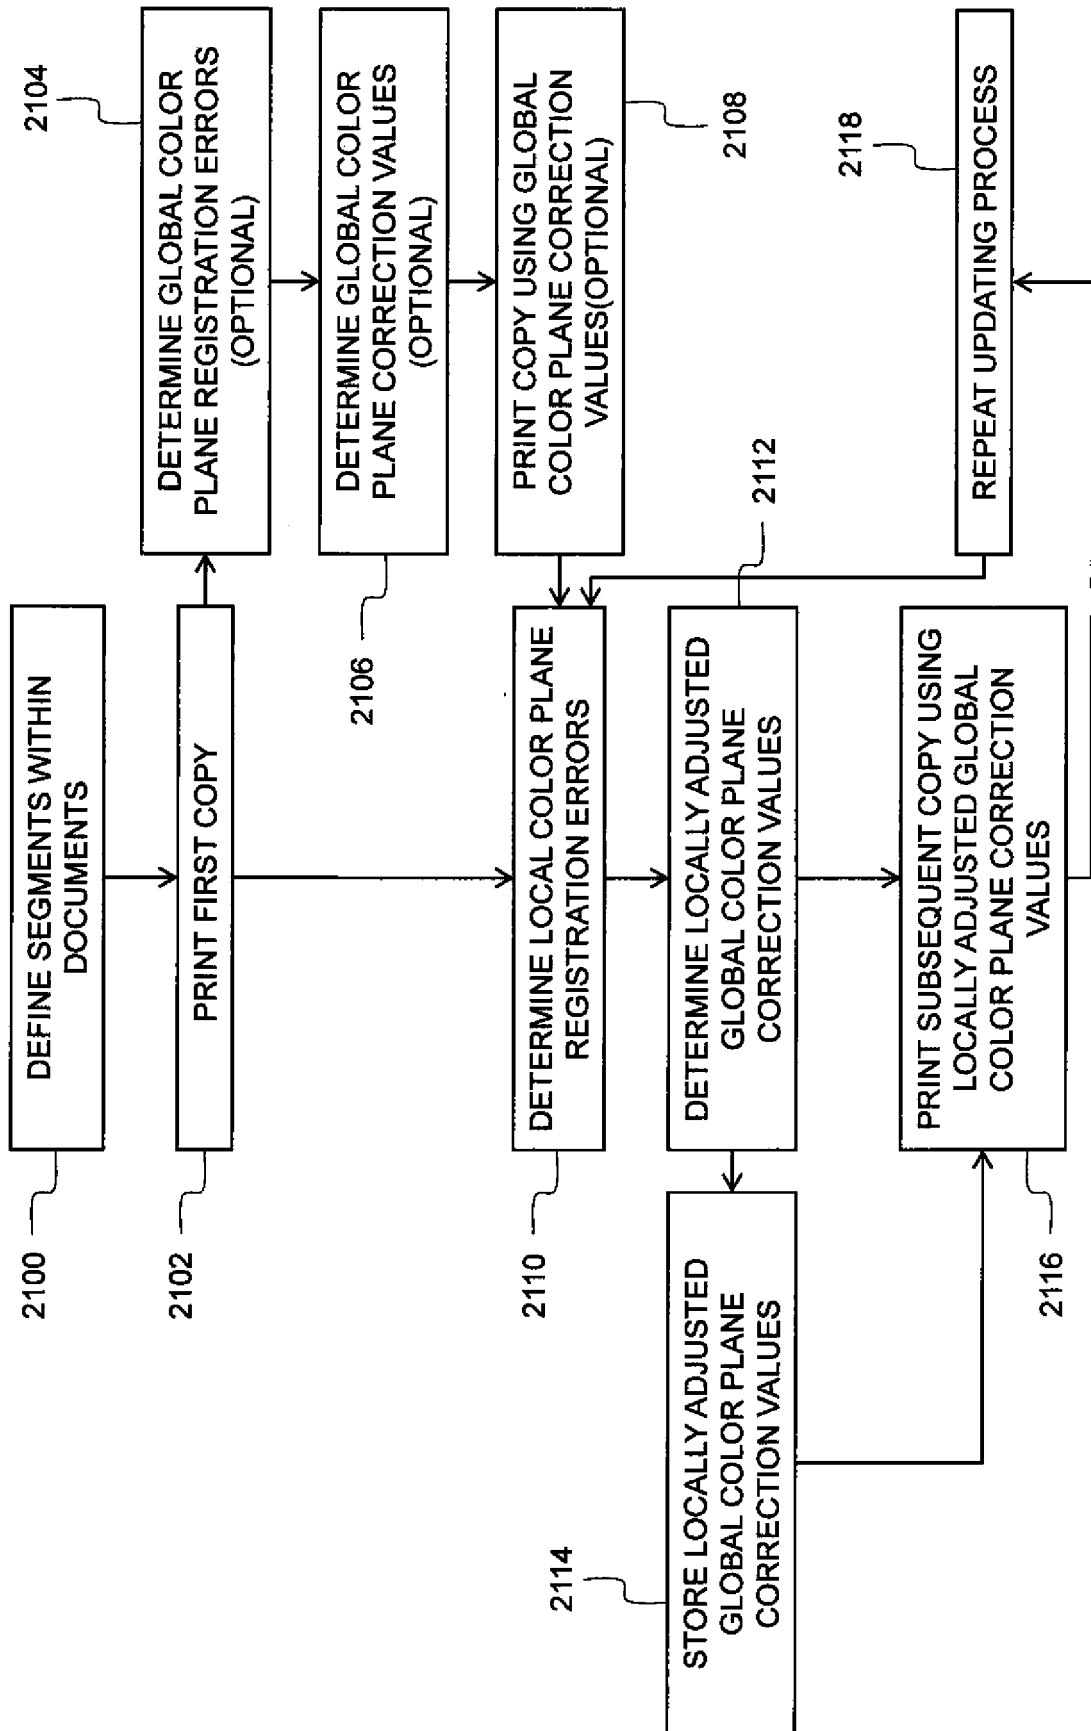 2100
DEFINE SEGMENTS WITHIN
DOCUMENTS
2102
PRINT FIRST COPY
2104
DETERMINE GLOBAL COLOR
PLANE REGISTRATION ERRORS
(OPTIONAL)
2106
DETERMINE GLOBAL COLOR
PLANE CORRECTION VALUES
(OPTIONAL)
2108
PRINT COPY USING GLOBAL
COLOR PLANE CORRECTION
VALUES(OPTIONAL)
2110
DETERMINE LOCAL COLOR PLANE
REGISTRATION ERRORS
2112
DETERMINE LOCALLY ADJUSTED
GLOBAL COLOR PLANE
CORRECTION VALUES
2114
STORE LOCALLY ADJUSTED
GLOBAL COLOR PLANE
CORRECTION VALUES
2116
PRINT SUBSEQUENT COPY USING
LOCALLY ADJUSTED GLOBAL
COLOR PLANE CORRECTION
VALUES
2118
REPEAT UPDATING PROCESS